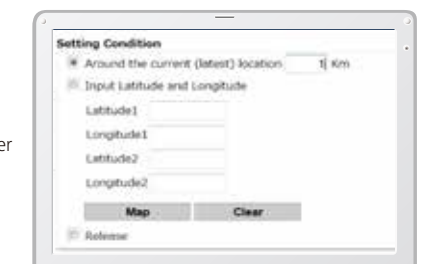 Setting Condition
Around the current (latest) location 1 Km
Input Latitude and Longitude
er
Latitude1
Longitude1
Latitude2
Longitude2
Map Clear
Release